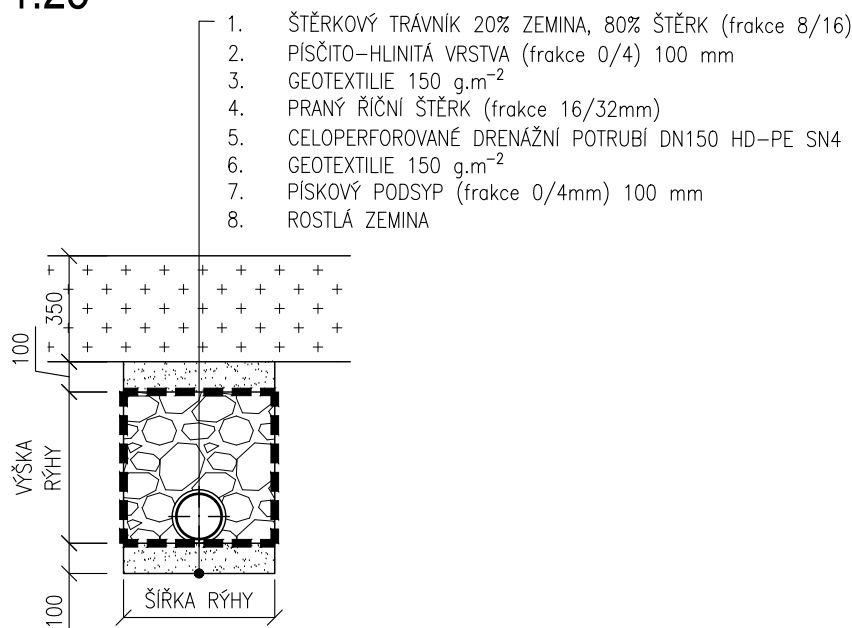 1. ŠTĚRKOVÝ TRÁVNÍK 20% ZEMINA, 80% ŠTĚRK (frakce 8/16)
2. PÍSČITO-HLINITÁ VRSTVA (frakce 0/4) 100 mm
3. GEOTEXTILIE 150 g.m⁻²
4. PRANÝ ŘÍČNÍ ŠTĚRK (frakce 16/32mm)
5. CELOPERFOROVANÉ DRENÁŽNÍ POTRUBÍ DN150 HD-PE SN4
6. GEOTEXTILIE 150 g.m⁻²
7. PÍSKOVÝ PODSYP (frakce 0/4mm) 100 mm
8. ROSTLÁ ZEMINA
350
100
VÝŠKA
RÝHY
100
ŠÍŘKA RÝHY